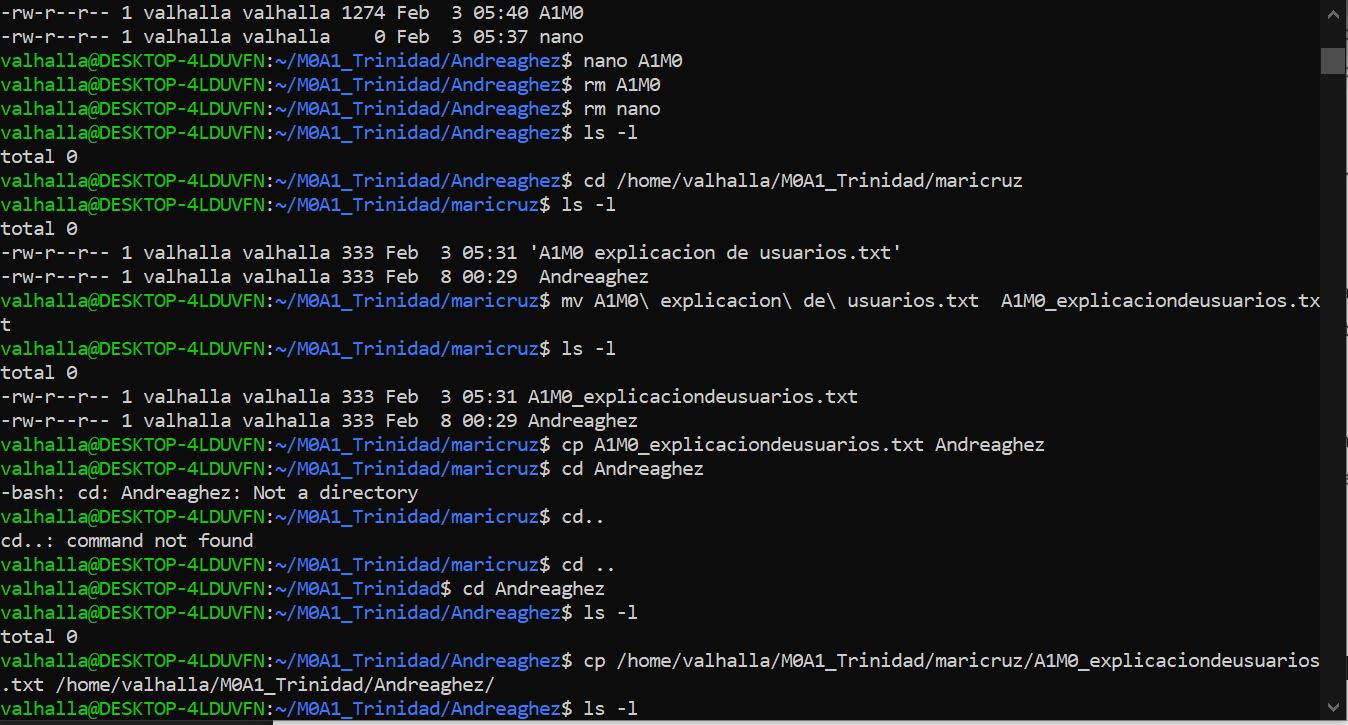 -rw-r--r-- 1 valhalla valhalla 1274 Feb  3 05:40 A1M0
-rw-r--r-- 1 valhalla valhalla    0 Feb  3 05:37 nano
valhalla@DESKTOP-4LDUVFN:~/M0A1_Trinidad/Andreaghez$ nano A1M0
valhalla@DESKTOP-4LDUVFN:~/M0A1_Trinidad/Andreaghez$ rm A1M0
valhalla@DESKTOP-4LDUVFN:~/M0A1_Trinidad/Andreaghez$ rm nano
valhalla@DESKTOP-4LDUVFN:~/M0A1_Trinidad/Andreaghez$ ls -l
total 0
valhalla@DESKTOP-4LDUVFN:~/M0A1_Trinidad/Andreaghez$ cd /home/valhalla/M0A1_Trinidad/maricruz
valhalla@DESKTOP-4LDUVFN:~/M0A1_Trinidad/maricruz$ ls -l
total 0
-rw-r--r-- 1 valhalla valhalla 333 Feb  3 05:31 'A1M0 explicacion de usuarios.txt'
-rw-r--r-- 1 valhalla valhalla 333 Feb  8 00:29  Andreaghez
valhalla@DESKTOP-4LDUVFN:~/M0A1_Trinidad/maricruz$ mv A1M0\ explicacion\ de\ usuarios.txt  A1M0_explicaciondeusuarios.tx
t
valhalla@DESKTOP-4LDUVFN:~/M0A1_Trinidad/maricruz$ ls -l
total 0
-rw-r--r-- 1 valhalla valhalla 333 Feb  3 05:31 A1M0_explicaciondeusuarios.txt
-rw-r--r-- 1 valhalla valhalla 333 Feb  8 00:29 Andreaghez
valhalla@DESKTOP-4LDUVFN:~/M0A1_Trinidad/maricruz$ cp A1M0_explicaciondeusuarios.txt Andreaghez
valhalla@DESKTOP-4LDUVFN:~/M0A1_Trinidad/maricruz$ cd Andreaghez
-bash: cd: Andreaghez: Not a directory
valhalla@DESKTOP-4LDUVFN:~/M0A1_Trinidad/maricruz$ cd..
cd..: command not found
valhalla@DESKTOP-4LDUVFN:~/M0A1_Trinidad/maricruz$ cd ..
valhalla@DESKTOP-4LDUVFN:~/M0A1_Trinidad$ cd Andreaghez
valhalla@DESKTOP-4LDUVFN:~/M0A1_Trinidad/Andreaghez$ ls -l
total 0
valhalla@DESKTOP-4LDUVFN:~/M0A1_Trinidad/Andreaghez$ cp /home/valhalla/M0A1_Trinidad/maricruz/A1M0_explicaciondeusuarios
.txt /home/valhalla/M0A1_Trinidad/Andreaghez/
valhalla@DESKTOP-4LDUVFN:~/M0A1_Trinidad/Andreaghez$ ls -l